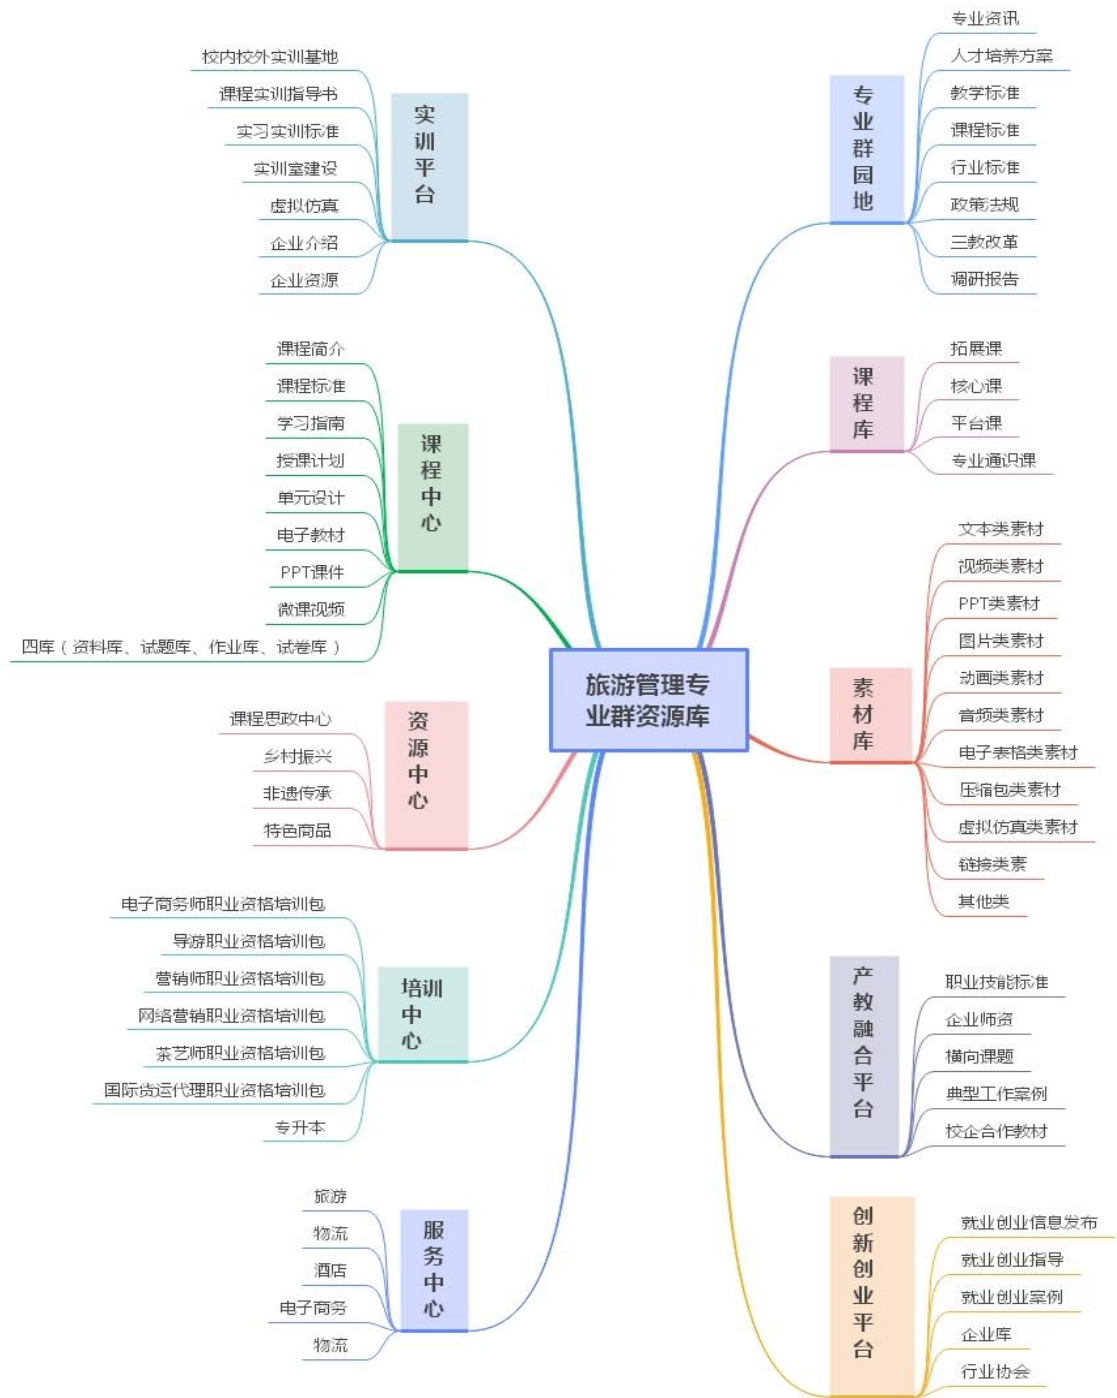 旅游管理专
业群资源库
专业群园地
专业资讯
人才培养方案
教学标准
课程标准
行业标准
政策法规
三教改革
调研报告
课程库
拓展课
核心课
平台课
专业通识课
素材库
文本类素材
视频类素材
PPT类素材
图片类素材
动画类素材
音频类素材
电子表格类素材
压缩包类素材
虚拟仿真类素材
链接类素
其他类
产教融合平台
职业技能标准
企业师资
横向课题
典型工作案例
校企合作教材
创新创业平台
就业创业信息发布
就业创业指导
就业创业案例
企业库
行业协会
实训平台
校内校外实训基地
课程实训指导书
实习实训标准
实训室建设
虚拟仿真
企业介绍
企业资源
课程中心
课程简介
课程标准
学习指南
授课计划
单元设计
电子教材
PPT课件
微课视频
四库（资料库、试题库、作业库、试卷库）
资源中心
课程思政中心
乡村振兴
非遗传承
特色商品
培训中心
电子商务师职业资格培训包
导游职业资格培训包
营销师职业资格培训包
网络营销职业资格培训包
茶艺师职业资格培训包
国际货运代理职业资格培训包
专升本
服务中心
旅游
物流
酒店
电子商务
物流